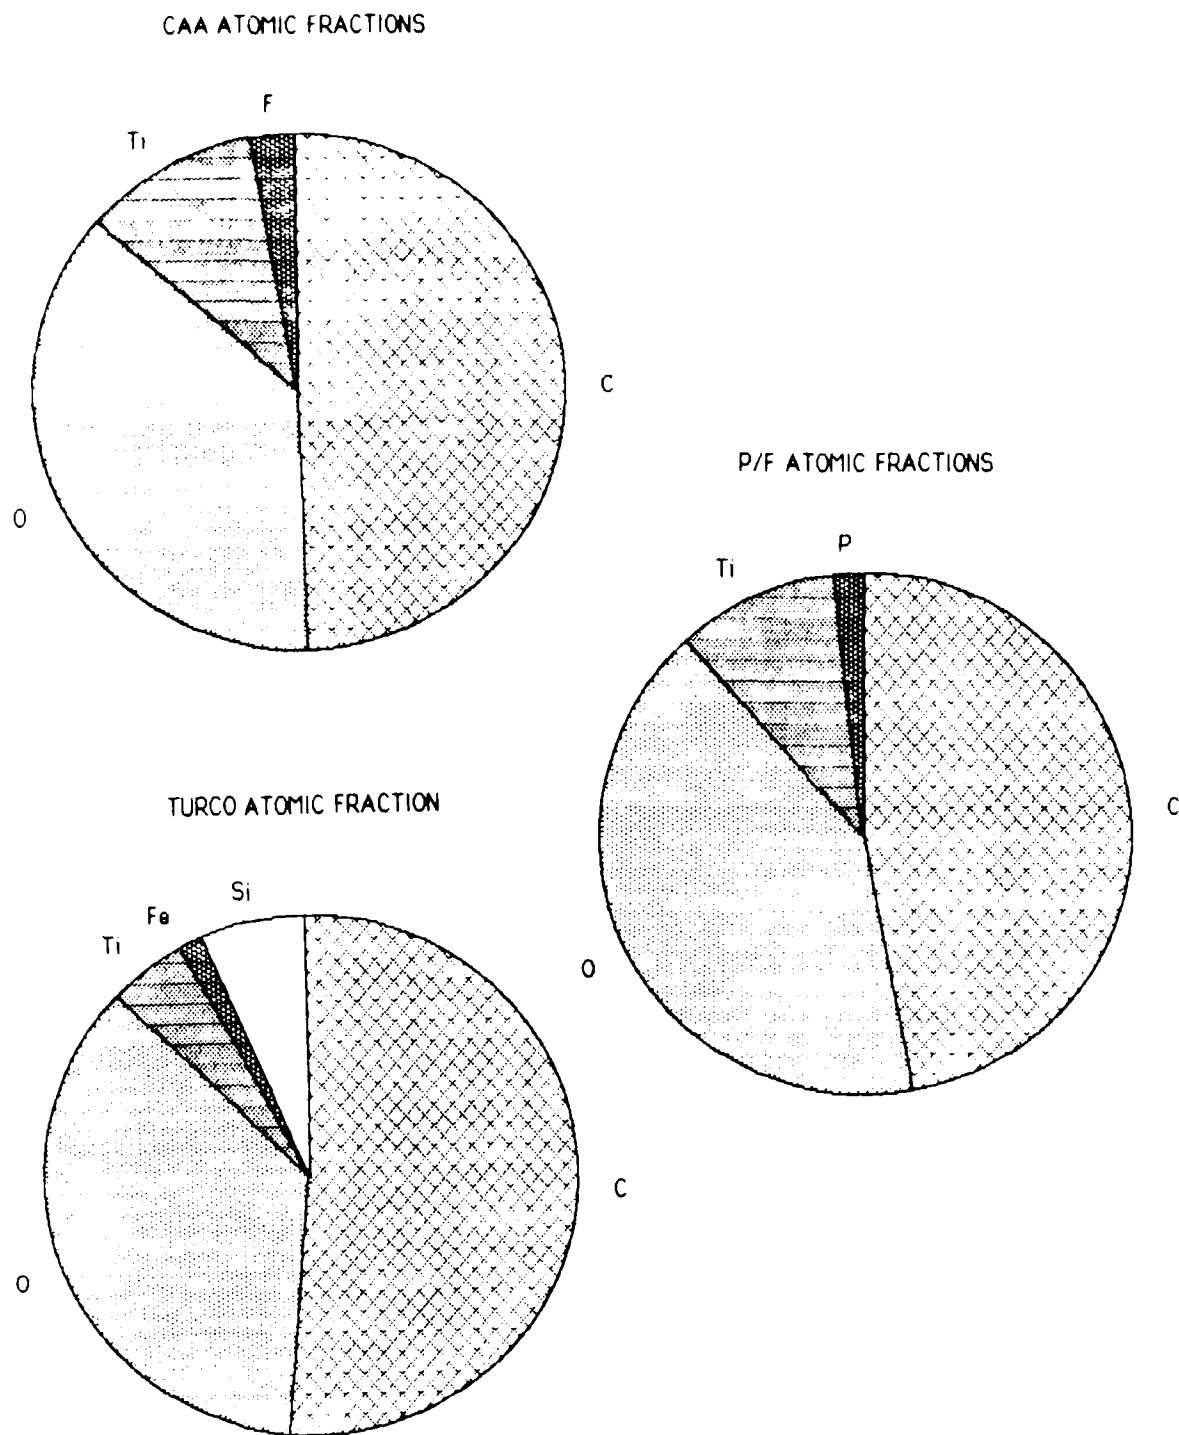 CAA ATOMIC FRACTIONS
F
Ti
C
O
P/F ATOMIC FRACTIONS
P
Ti
C
O
TURCO ATOMIC FRACTION
Si
Fe
Ti
C
O